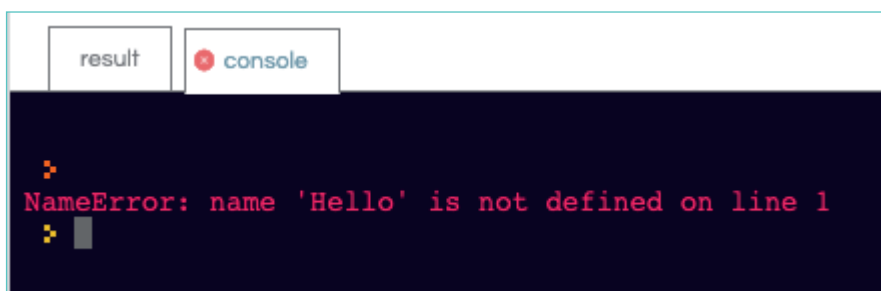 result
console
>
NameError: name 'Hello' is not defined on line 1
>